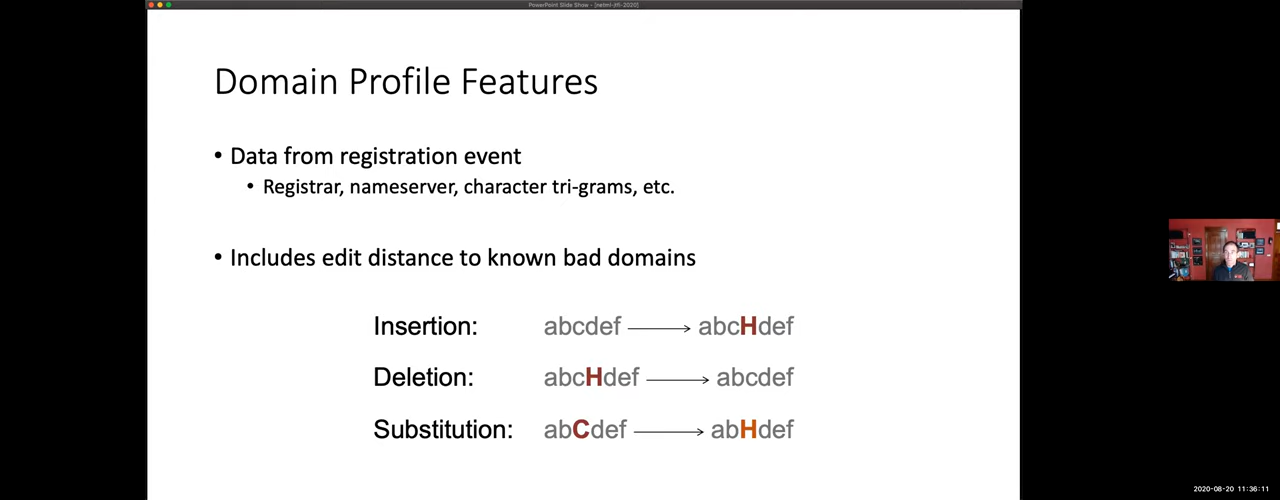 PowerPoint Slide Show - [netml-jtfi-2020]
Domain Profile Features
• Data from registration event
• Registrar, nameserver, character tri-grams, etc.
• Includes edit distance to known bad domains
Insertion: abcdef → abcHdef
Deletion: abcHdef → abcdef
Substitution: abCdef → abHdef
2020-08-20 11:36:11